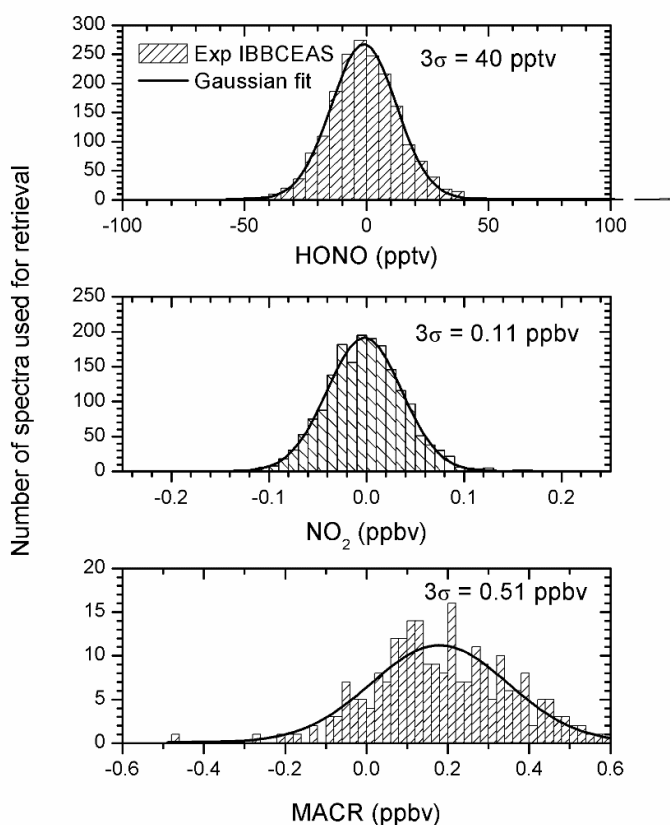 Number of spectra used for retrieval
300
250
200
150
100
50
0
Exp IBBCEAS
Gaussian fit
3σ = 40 pptv
-100 -50 0 50 100
HONO (pptv)
250
200
150
100
50
0
3σ = 0.11 ppbv
-0.2 -0.1 0.0 0.1 0.2
NO₂ (ppbv)
20
15
10
5
0
3σ = 0.51 ppbv
-0.6 -0.4 -0.2 0.0 0.2 0.4 0.6
MACR (ppbv)